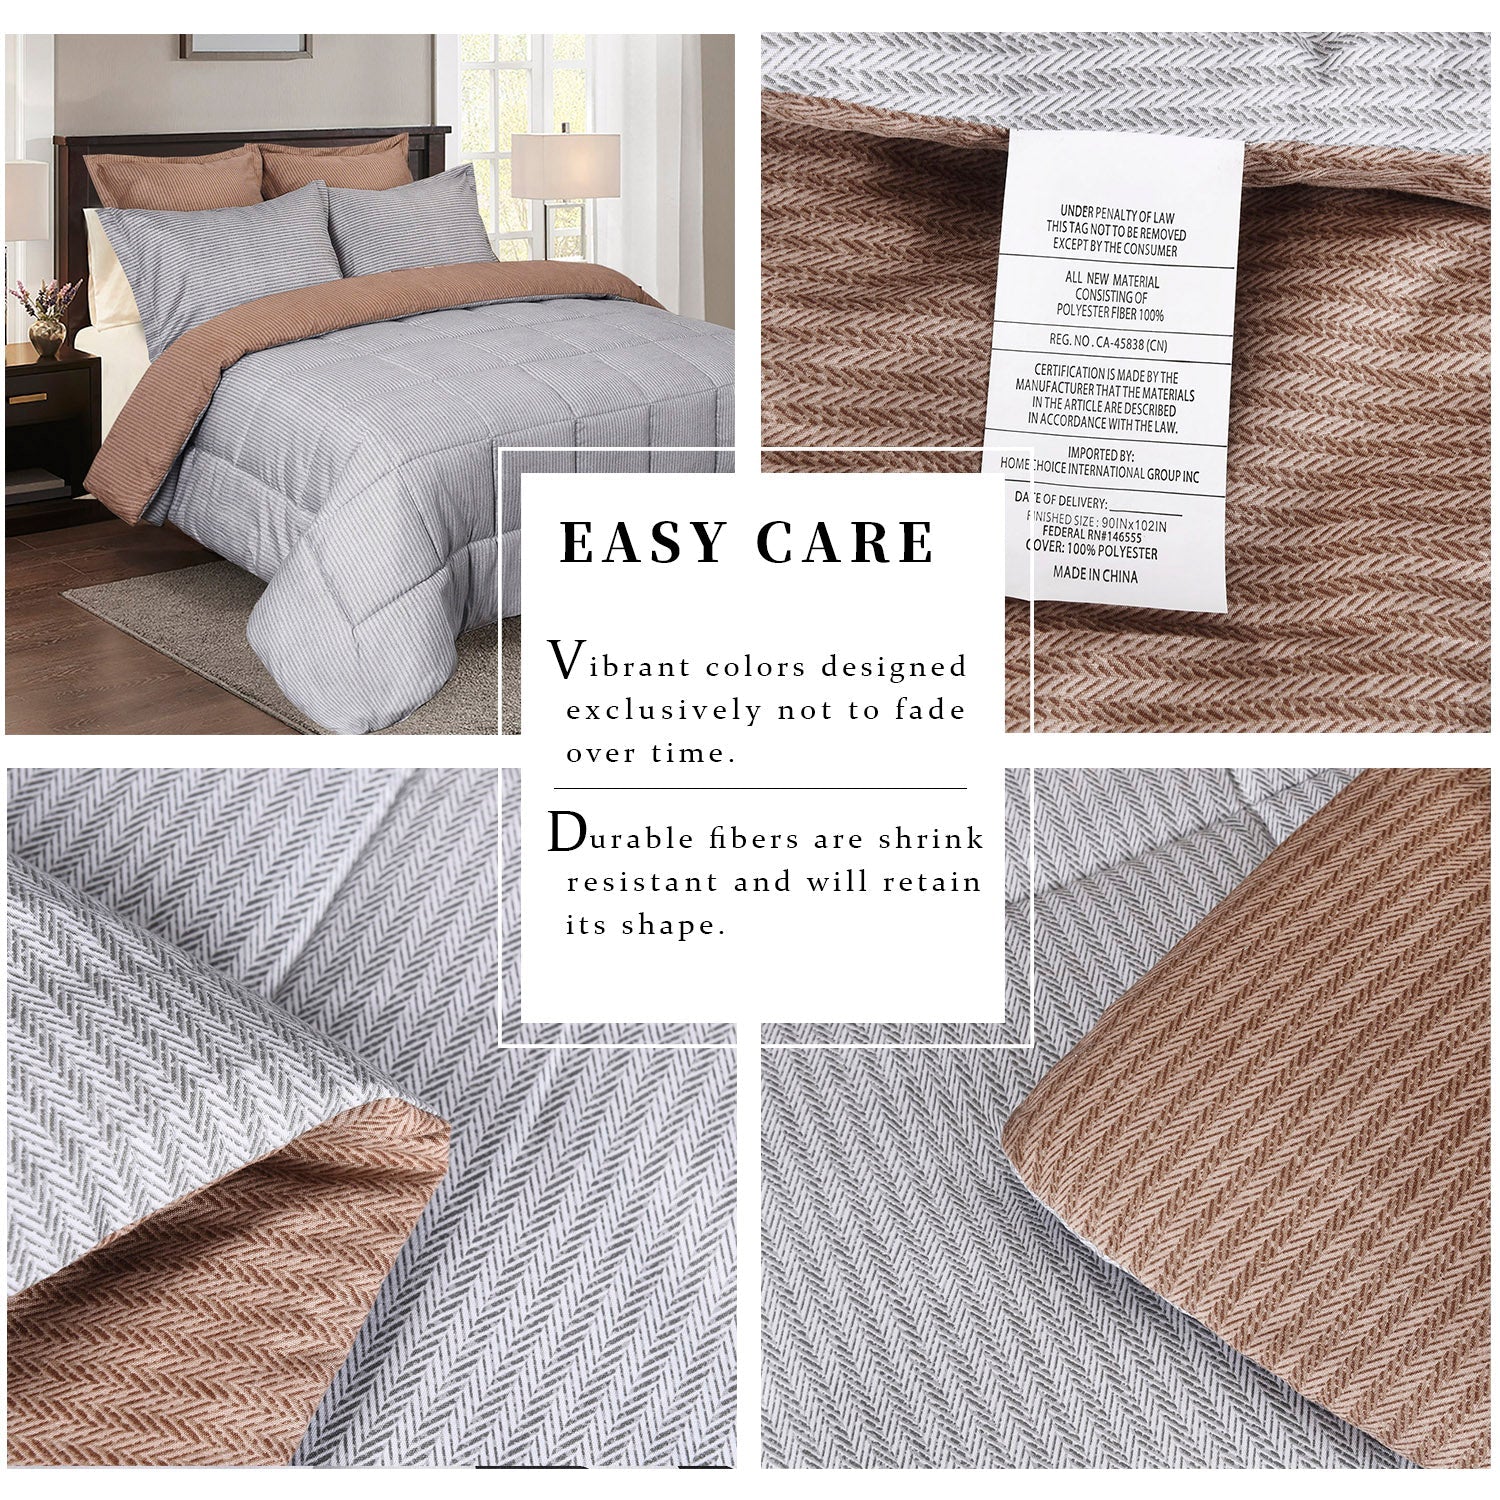 UNDER PENALTY OF LAW
THIS TAG NOT TO BE REMOVED
EXCEPT BY THE CONSUMER
ALL NEW MATERIAL
CONSISTING OF
POLYESTER FIBER 100%
REG. NO. CA-45838 (CN)
CERTIFICATION IS MADE BY THE
MANUFACTURER THAT THE MATERIALS
IN THE ARTICLE ARE DESCRIBED
IN ACCORDANCE WITH THE LAW.
IMPORTED BY:
HOME CHOICE INTERNATIONAL GROUP INC
DATE OF DELIVERY:
FINISHED SIZE : 90INx102IN
FEDERAL RN#146555
COVER: 100% POLYESTER
MADE IN CHINA
EASY CARE
Vibrant colors designed
exclusively not to fade
over time.
Durable fibers are shrink
resistant and will retain
its shape.